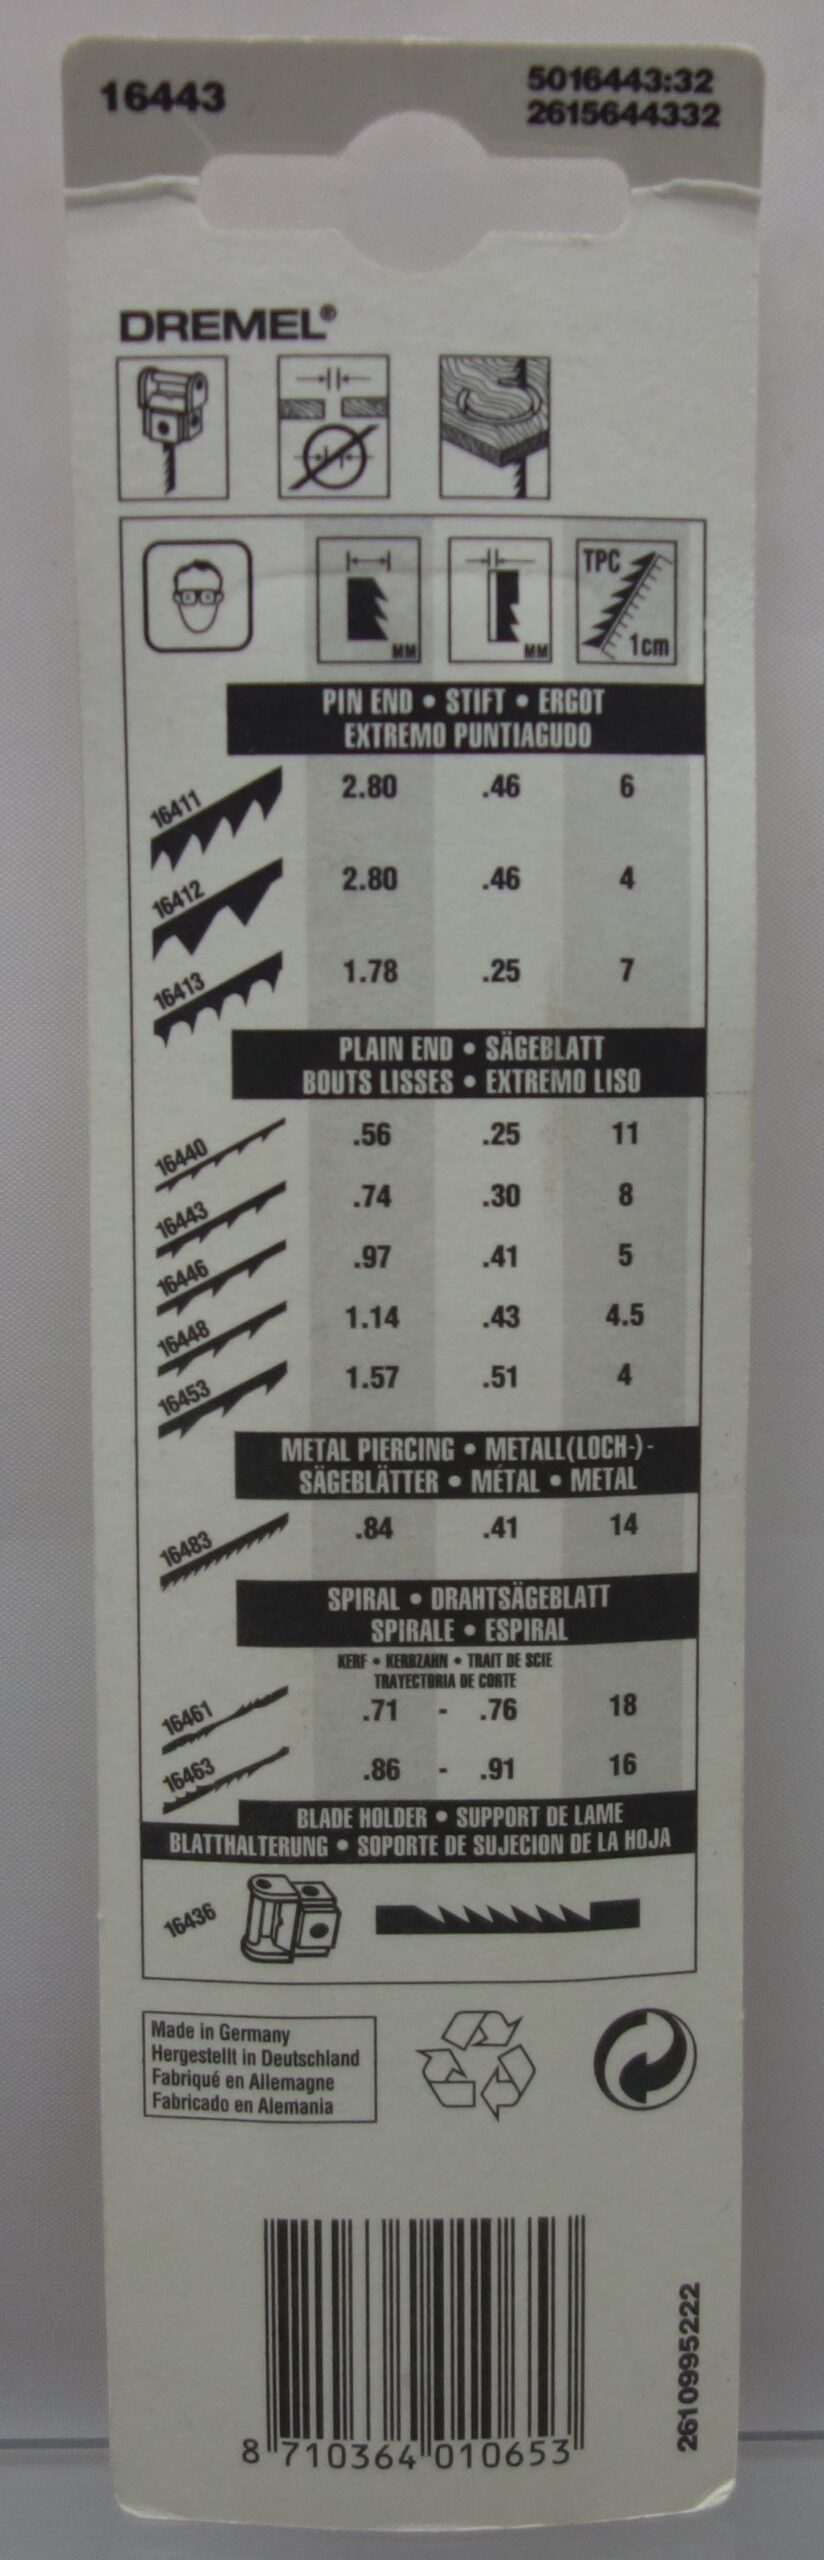 16443
5016443:32
2615644332
DREMEL®
MM MM TPC 1cm
PIN END • STIFT • ERGOT
EXTREMO PUNTIAGUDO
16411 2.80 .46 6
16412 2.80 .46 4
16413 1.78 .25 7
PLAIN END • SÄGEBLATT
BOUTS LISSES • EXTREMO LISO
16440 .56 .25 11
16443 .74 .30 8
16446 .97 .41 5
16448 1.14 .43 4.5
16453 1.57 .51 4
METAL PIERCING • METALL(LOCH-)-
SÄGEBLÄTTER • MÉTAL • METAL
16483 .84 .41 14
SPIRAL • DRAHTSÄGEBLATT
SPIRALE • ESPIRAL
KERF • KERBZAHN • TRAIT DE SCIE
TRAYECTORIA DE CORTE
16461 .71 - .76 18
16463 .86 - .91 16
BLADE HOLDER • SUPPORT DE LAME
BLATTHALTERUNG • SOPORTE DE SUJECION DE LA HOJA
16436
Made in Germany
Hergestellt in Deutschland
Fabriqué en Allemagne
Fabricado en Alemania
8 710364 010653
2610995222